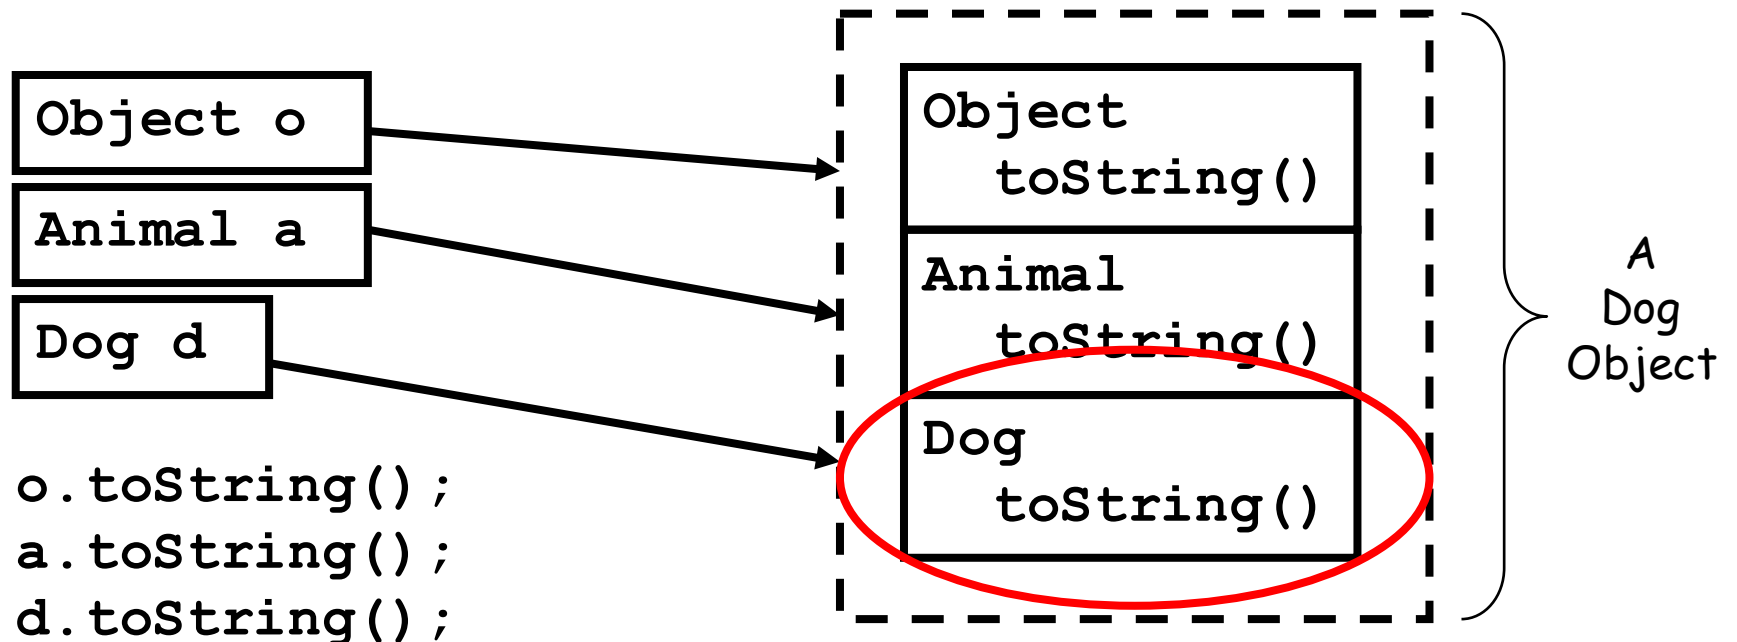 Object o
Animal a
Dog d
o.toString();
a.toString();
d.toString();
Object
toString()
Animal
toString()
Dog
toString()
A
Dog
Object